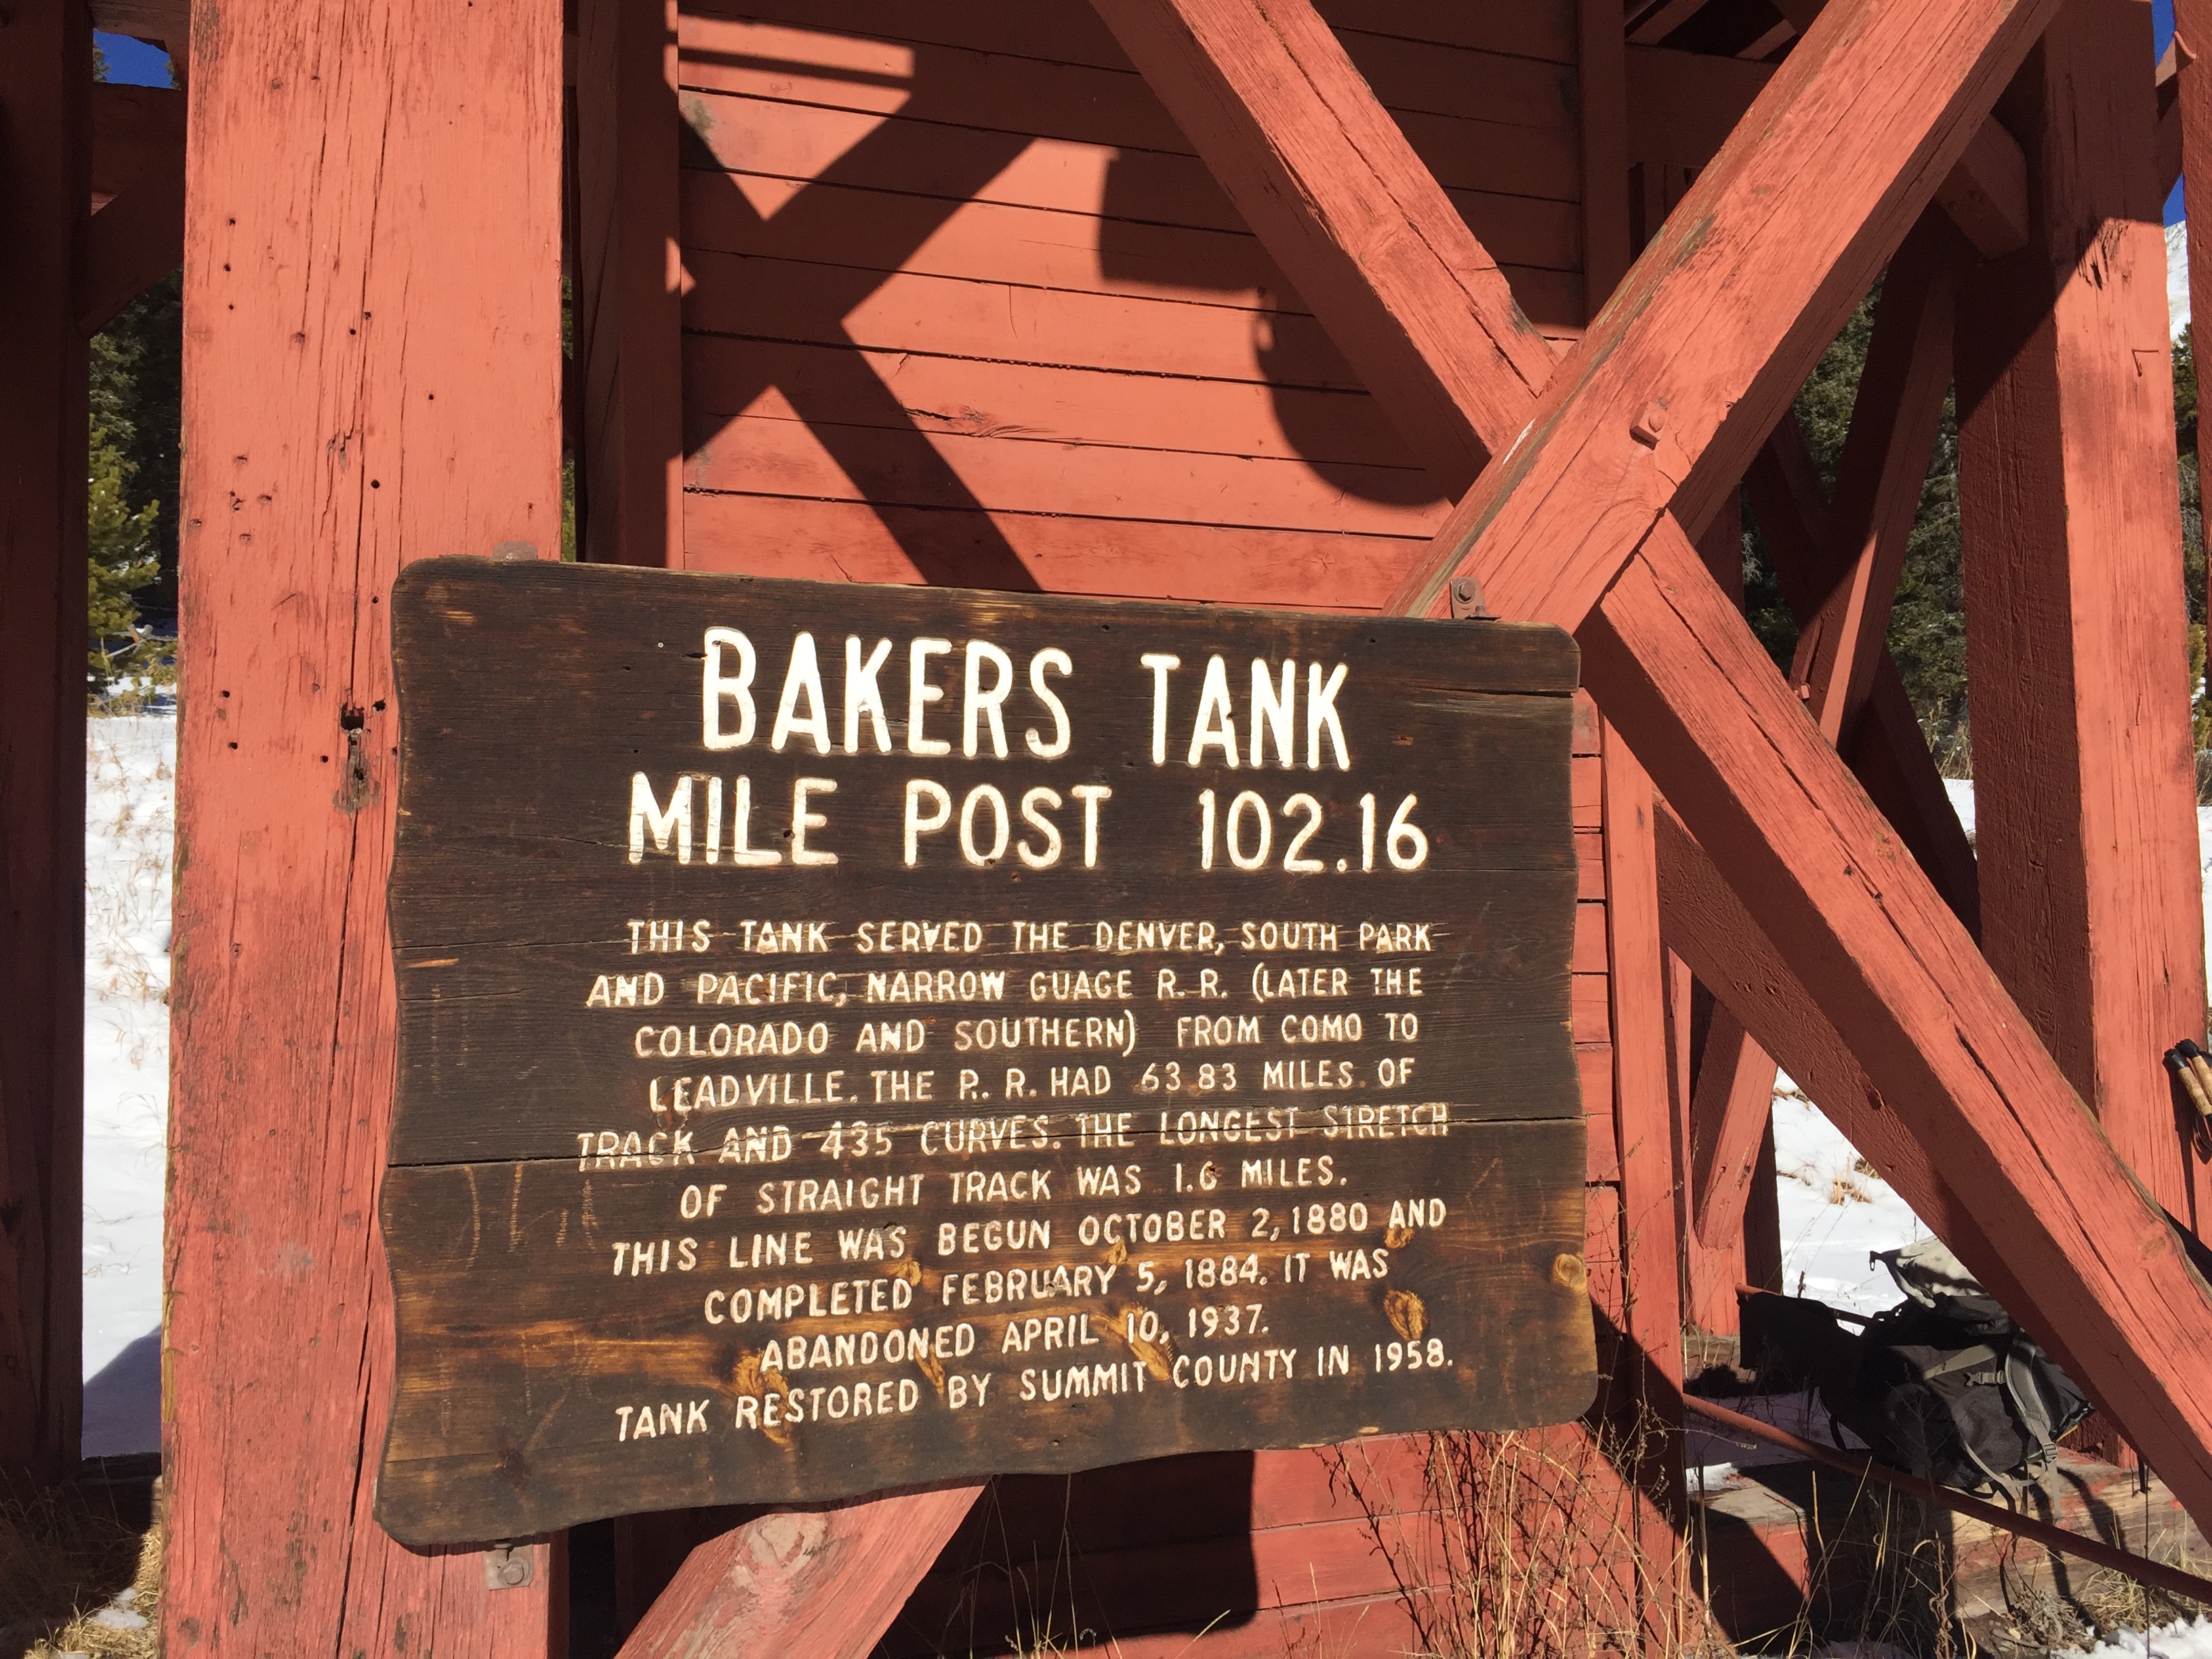 BAKERS TANK
MILE POST 102.16
THIS TANK SERVED THE DENVER, SOUTH PARK
AND PACIFIC, NARROW GUAGE R.R. (LATER THE
COLORADO AND SOUTHERN) FROM COMO TO
LEADVILLE. THE R.R. HAD 63.83 MILES OF
TRACK AND 435 CURVES. THE LONGEST STRETCH
OF STRAIGHT TRACK WAS 1.6 MILES.
THIS LINE WAS BEGUN OCTOBER 2, 1880 AND
COMPLETED FEBRUARY 5, 1884. IT WAS
ABANDONED APRIL 10, 1937.
TANK RESTORED BY SUMMIT COUNTY IN 1958.